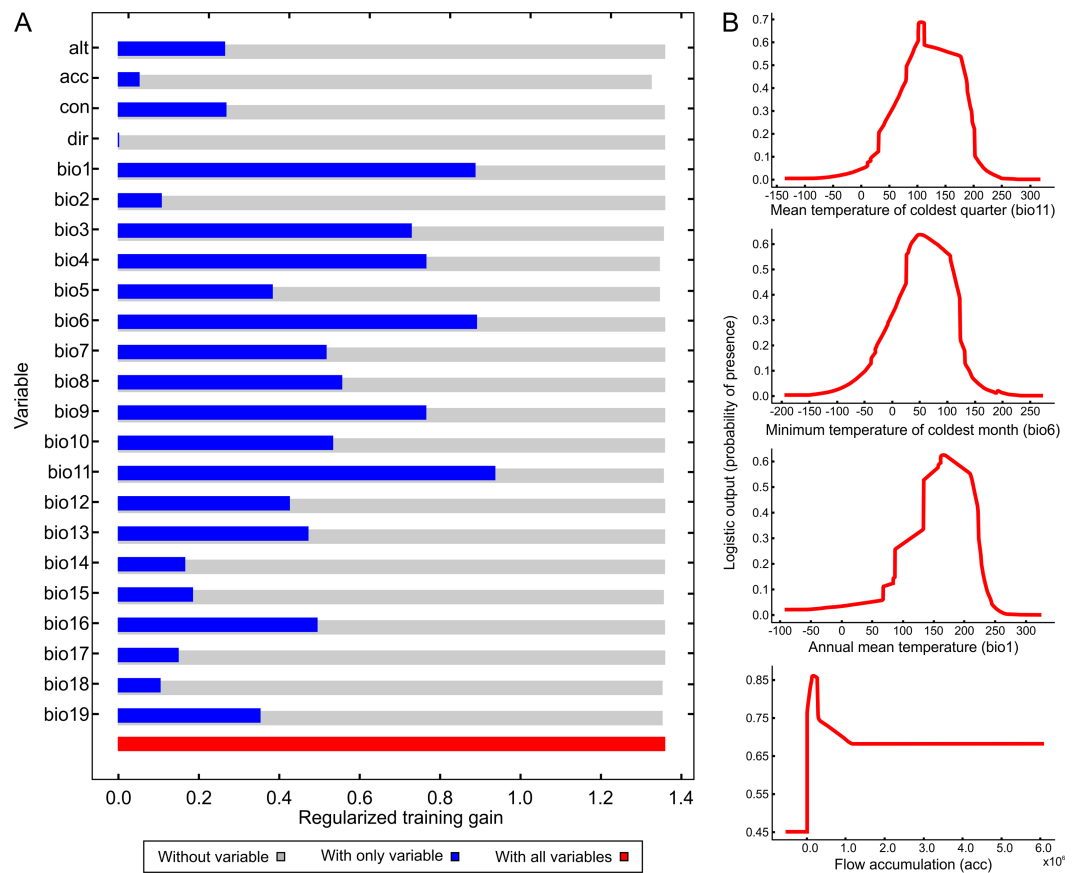 A
Variable
alt
acc
con
dir
bio1
bio2
bio3
bio4
bio5
bio6
bio7
bio8
bio9
bio10
bio11
bio12
bio13
bio14
bio15
bio16
bio17
bio18
bio19
0.0 0.2 0.4 0.6 0.8 1.0 1.2 1.4
Regularized training gain
Without variable With only variable With all variables
B
Logistic output (probability of presence)
0.7
0.6
0.5
0.4
0.3
0.2
0.1
0.0
-150 -100 -50 0 50 100 150 200 250 300
Mean temperature of coldest quarter (bio11)
0.6
0.5
0.4
0.3
0.2
0.1
0.0
-200 -150 -100 -50 0 50 100 150 200 250
Minimum temperature of coldest month (bio6)
0.6
0.5
0.4
0.3
0.2
0.1
0.0
-100 -50 0 50 100 150 200 250 300
Annual mean temperature (bio1)
0.85
0.75
0.65
0.55
0.45
0.0 1.0 2.0 3.0 4.0 5.0 6.0
x10⁶
Flow accumulation (acc)